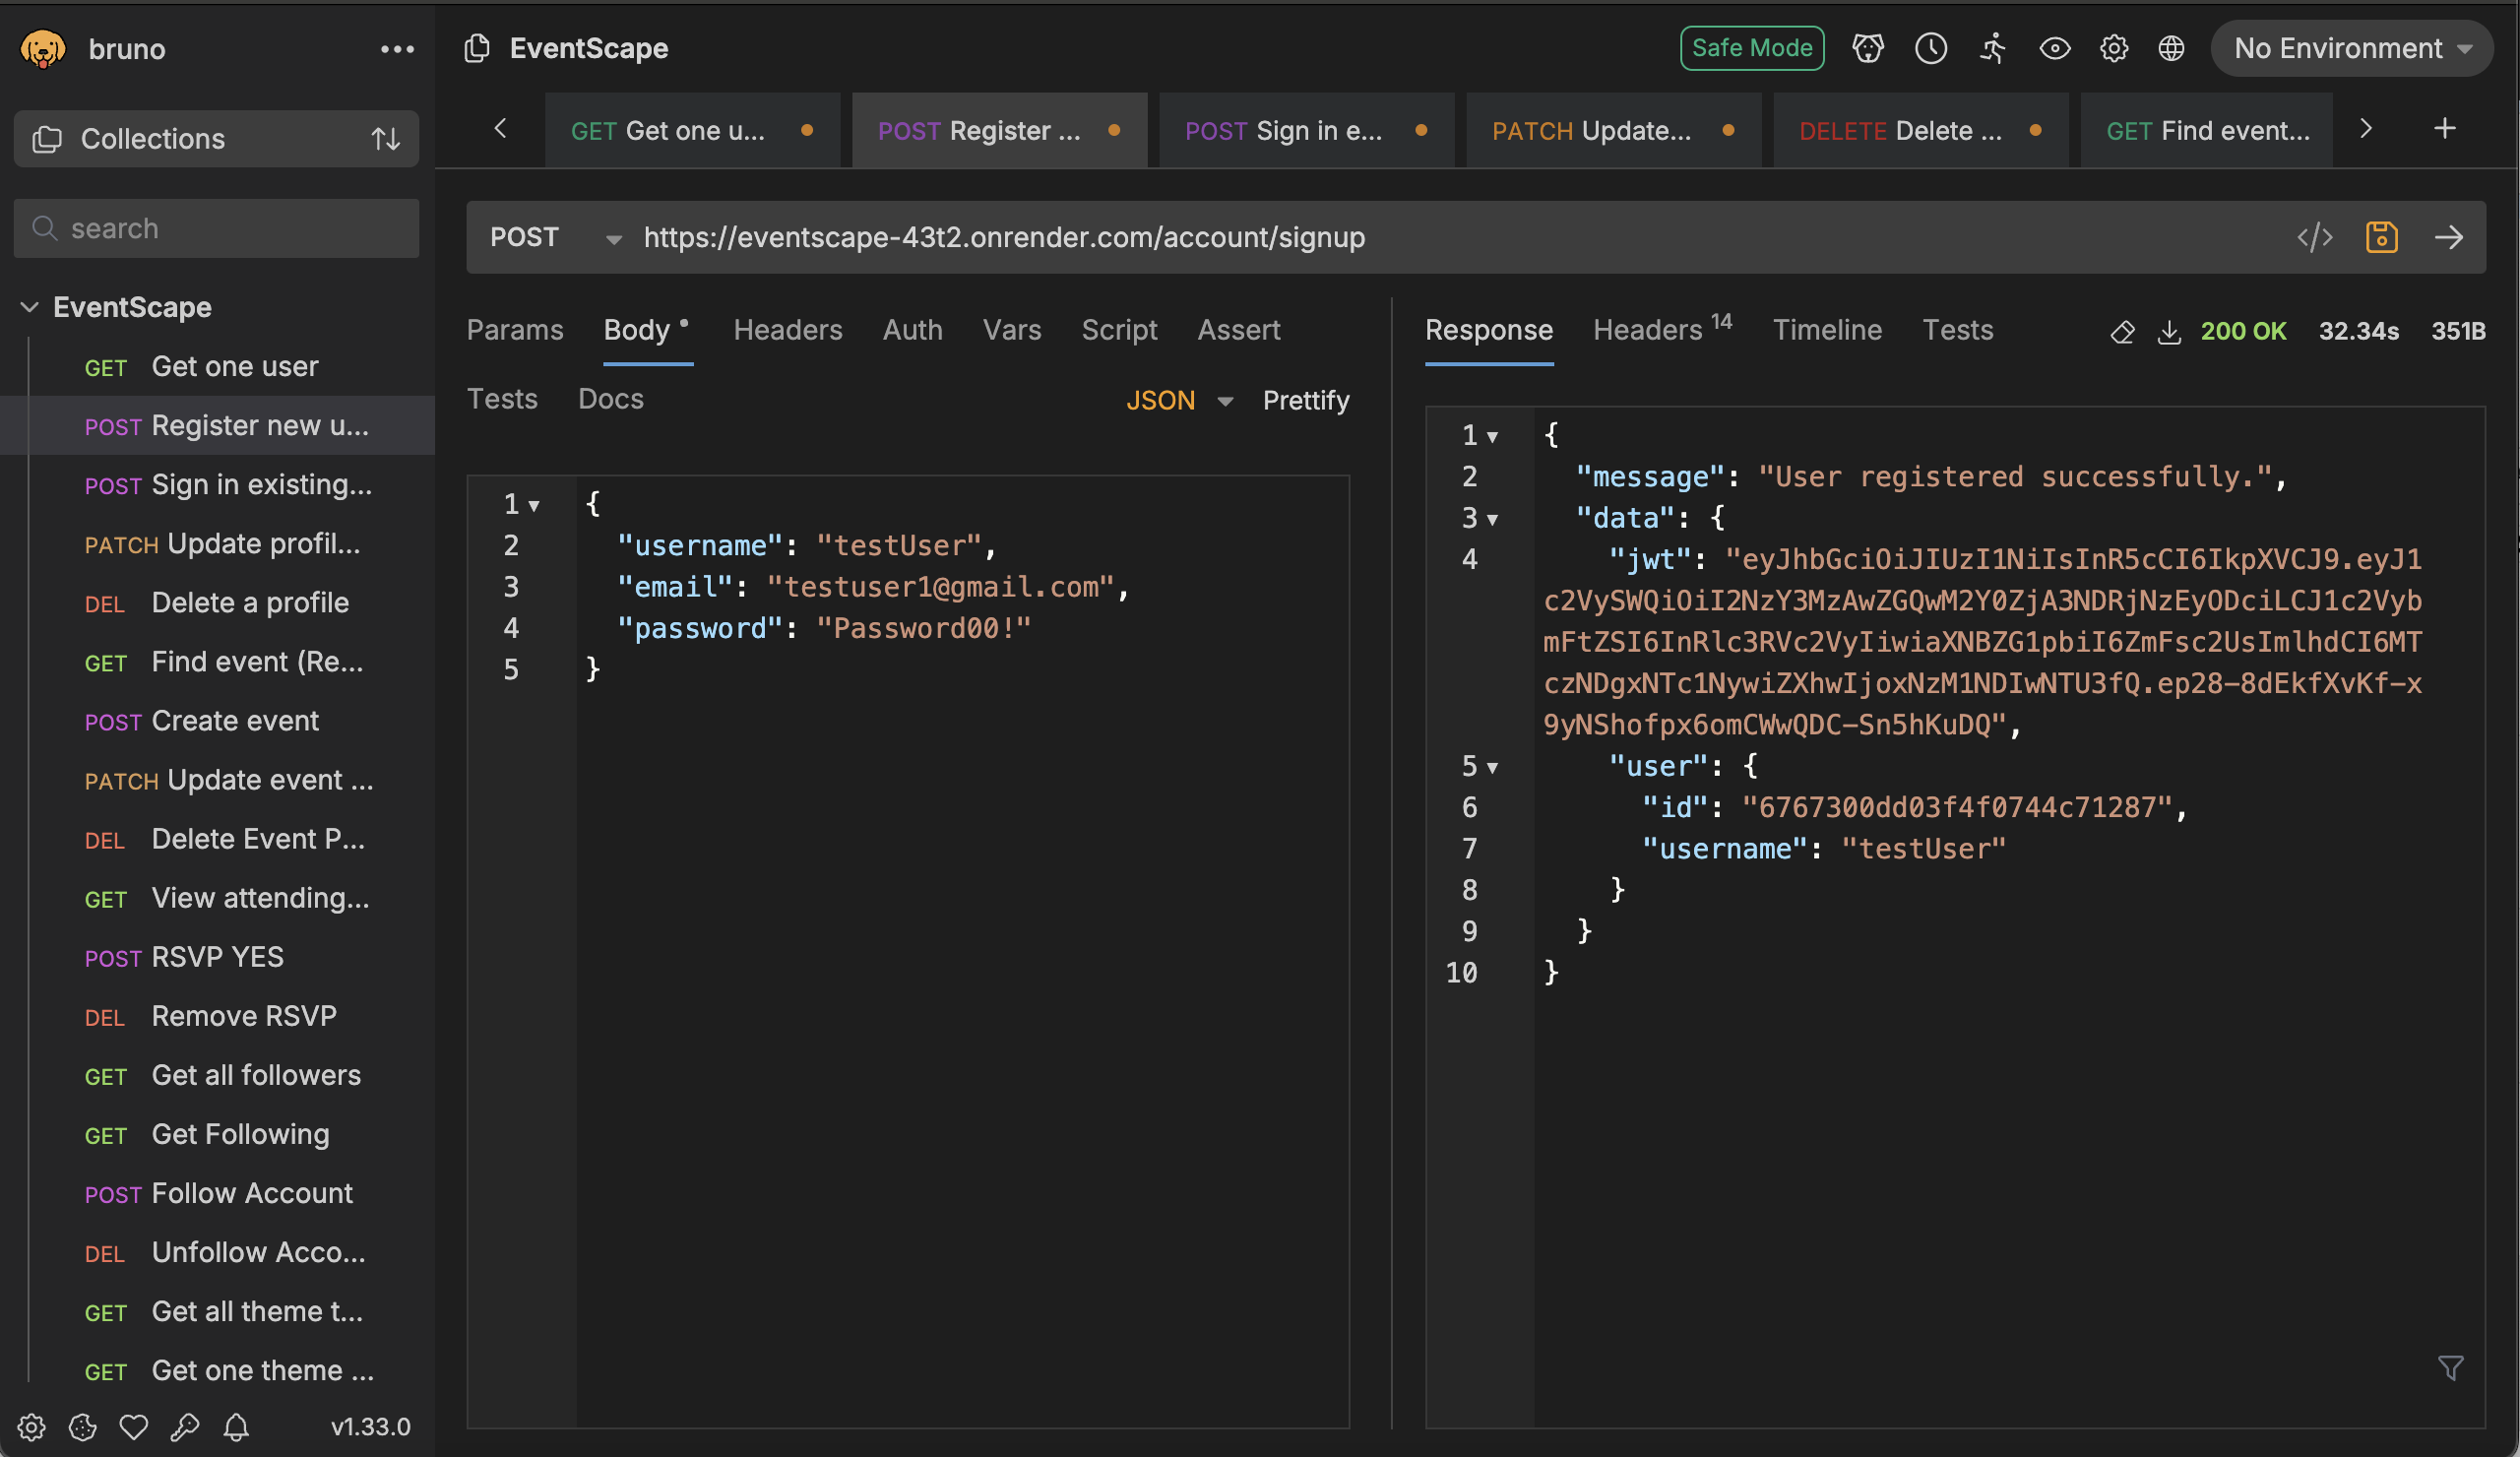 bruno
Collections
search
EventScape
GET Get one user
POST Register new u...
POST Sign in existing...
PATCH Update profil...
DEL Delete a profile
GET Find event (Re...
POST Create event
PATCH Update event ...
DEL Delete Event P...
GET View attending...
POST RSVP YES
DEL Remove RSVP
GET Get all followers
GET Get Following
POST Follow Account
DEL Unfollow Acco...
GET Get all theme t...
GET Get one theme ...
v1.33.0
EventScape
Safe Mode
No Environment
GET Get one u...
POST Register ...
POST Sign in e...
PATCH Update...
DELETE Delete ...
GET Find event...
POST https://eventscape-43t2.onrender.com/account/signup
Params Body Headers Auth Vars Script Assert
Tests Docs JSON Prettify
1 {
2 "username": "testUser",
3 "email": "testuser1@gmail.com",
4 "password": "Password00!"
5 }
Response Headers 14 Timeline Tests 200 OK 32.34s 351B
1 {
2 "message": "User registered successfully.",
3 "data": {
4 "jwt": "eyJhbGciOiJIUzI1NiIsInR5cCI6IkpXVCJ9.eyJ1
c2VySWQiOiI2NzY3MzAwZGQwM2Y0ZjA3NDRjNzEyODciLCJ1c2Vyb
mFtZSI6InRlc3RVc2VyIiwiaXNBZG1pbiI6ZmFsc2UsImlhdCI6MT
czNDgxNTc1NywiZXhwIjoxNzM1NDIwNTU3fQ.ep28-8dEkfXvKf-x
9yNShofpx6omCWwQDC-Sn5hKuDQ",
5 "user": {
6 "id": "6767300dd03f4f0744c71287",
7 "username": "testUser"
8 }
9 }
10 }